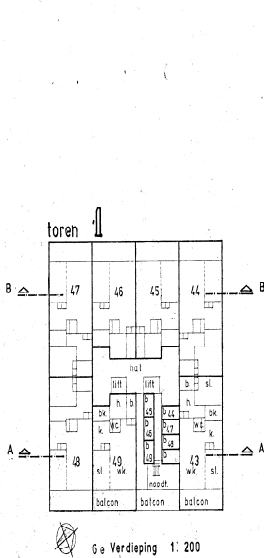 toren 1
47 46 45 44
B B
hal
lift lift b. sl.
h. b. b 45 b 44 h.
bk. bk.
wc b 46 b 47 wc
k. k.
A b 48 A
48 sl. 49 wk. b 49 b 43 wk. sl.
noodt.
balcon balcon balcon
6e Verdieping 1:200